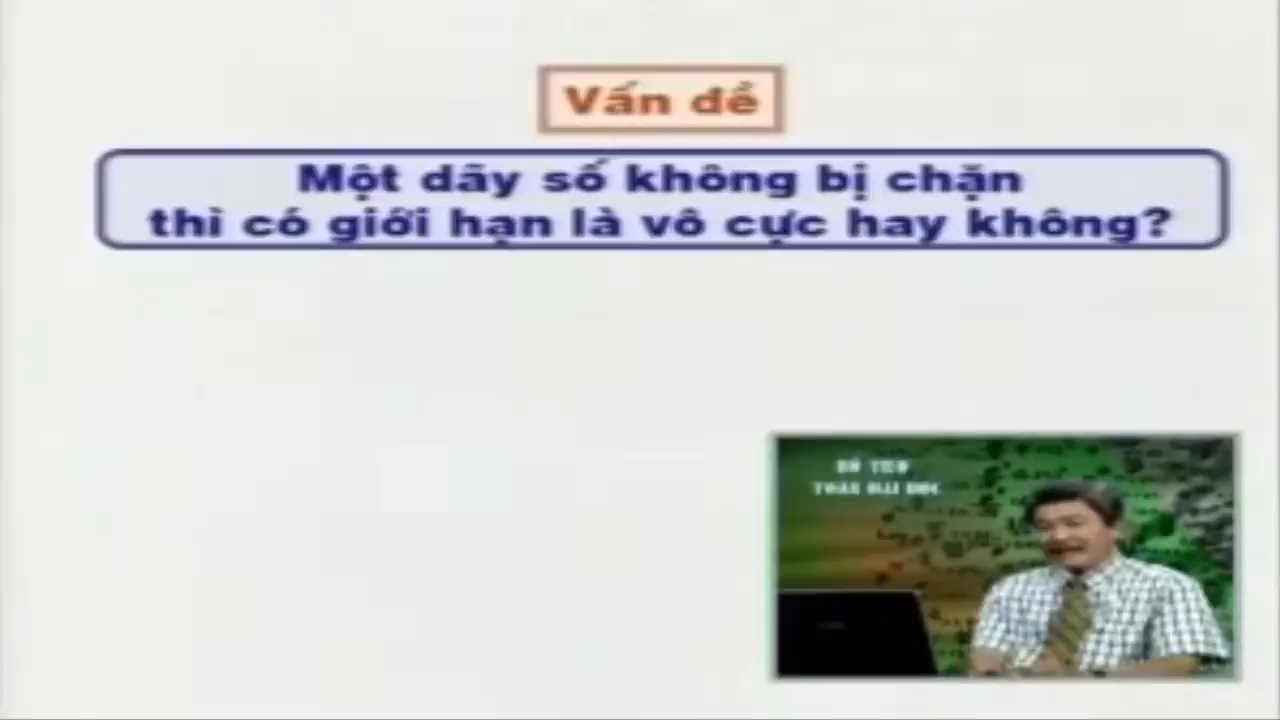 Vấn đề
Một dãy số không bị chặn
thì có giới hạn là vô cực hay không?